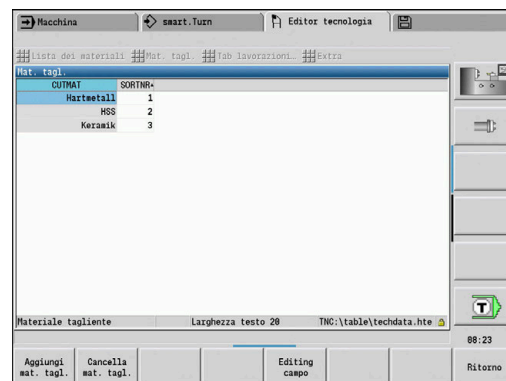 Macchina smart.Turn Editor tecnologia
Lista dei materiali Mat. tagl. Tab lavorazioni… Extra
Mat. tagl.
CUTMAT SORTNR
Hartmetall 1
HSS 2
Keramik 3
Materiale tagliente Larghezza testo 20 TNC:\table\techdata.hte
T
08:23
Aggiungi mat. tagl.
Cancella mat. tagl.
Editing campo
Ritorno